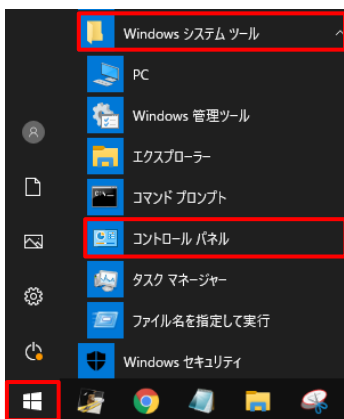 Windows システム ツール
PC
Windows 管理ツール
エクスプローラー
コマンド プロンプト
コントロール パネル
タスク マネージャー
ファイル名を指定して実行
Windows セキュリティ